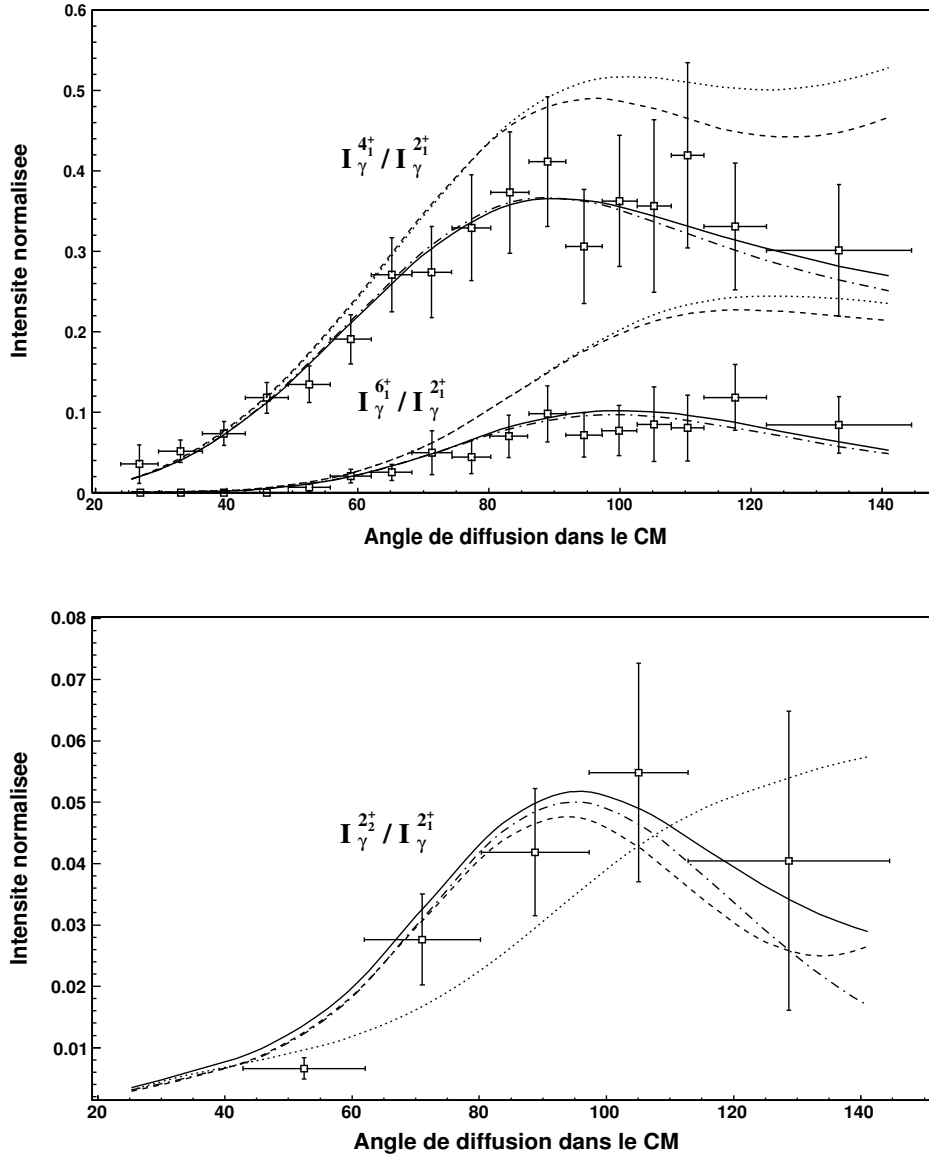 0.6
0.5
0.4
0.3
0.2
0.1
0
Intensite normalisee
I_γ^{4_1^+} / I_γ^{2_1^+}
I_γ^{6_1^+} / I_γ^{2_1^+}
20 40 60 80 100 120 140
Angle de diffusion dans le CM
0.08
0.07
0.06
0.05
0.04
0.03
0.02
0.01
Intensite normalisee
I_γ^{2_2^+} / I_γ^{2_1^+}
20 40 60 80 100 120 140
Angle de diffusion dans le CM